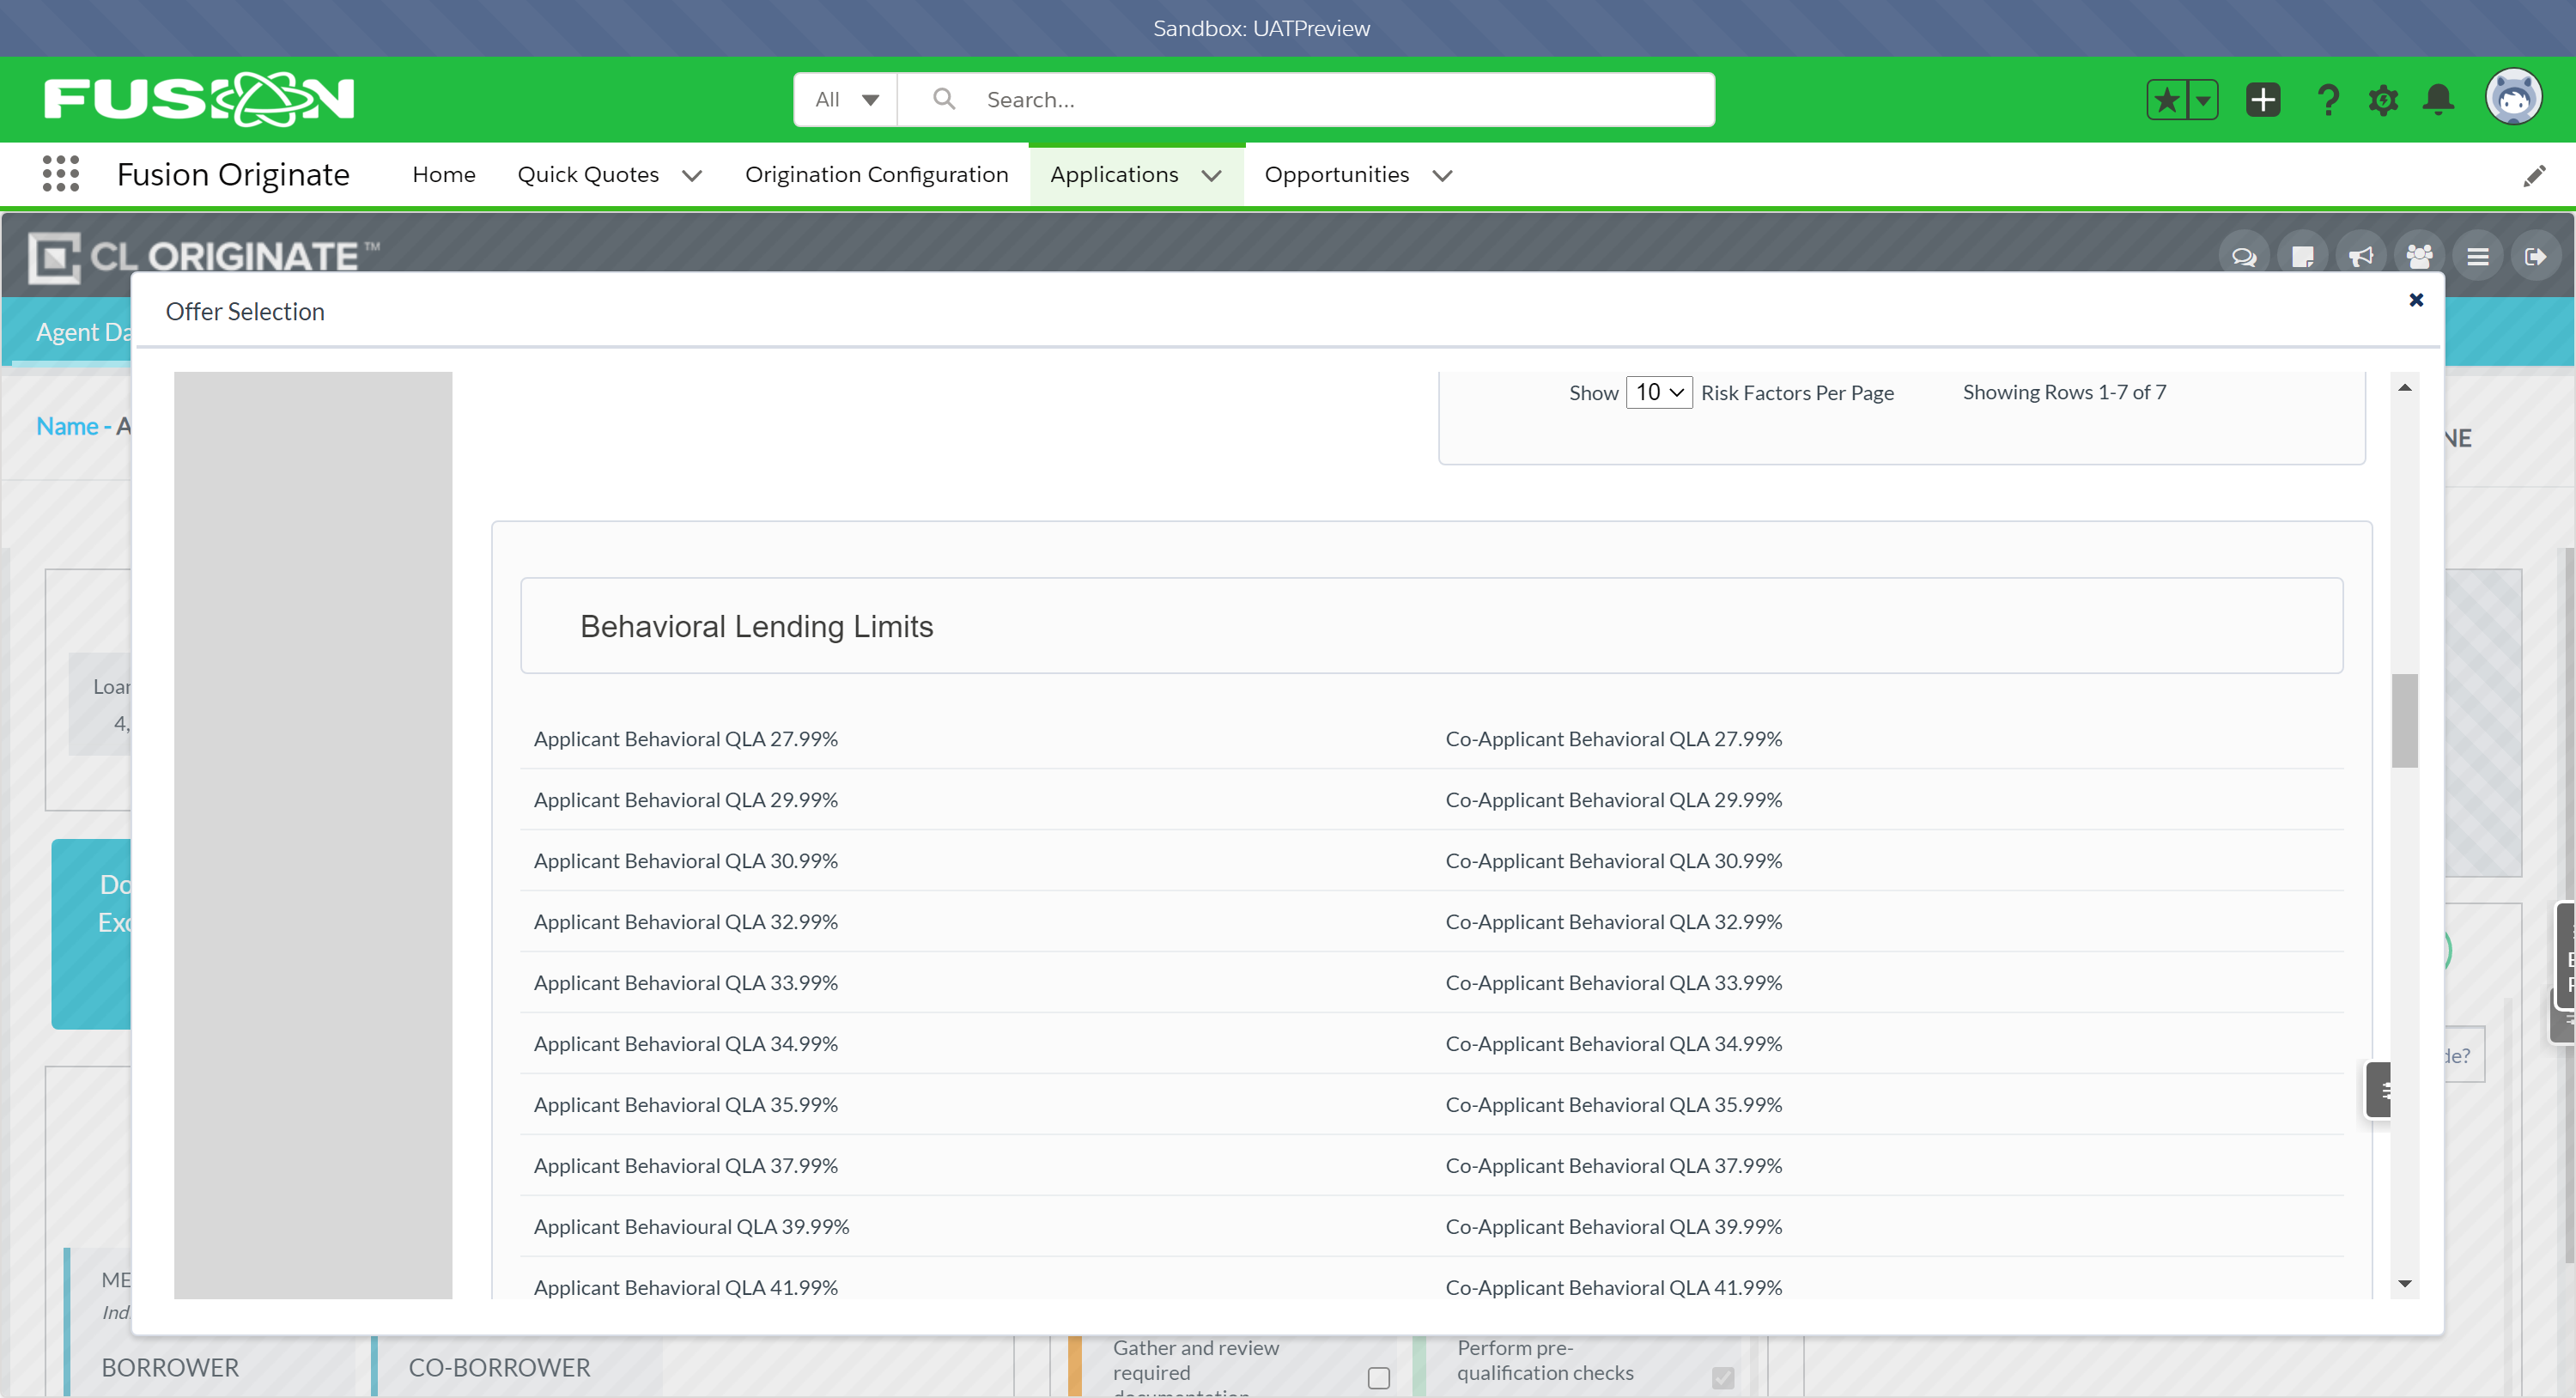 Sandbox: UATPreview
FUSION
All
Search...
Fusion Originate
Home
Quick Quotes
Origination Configuration
Applications
Opportunities
CL ORIGINATE™
Agent Da
Offer Selection
Name - A
NE
Show 10 Risk Factors Per Page
Showing Rows 1-7 of 7
Behavioral Lending Limits
Loan
4,
Applicant Behavioral QLA 27.99%
Co-Applicant Behavioral QLA 27.99%
Applicant Behavioral QLA 29.99%
Co-Applicant Behavioral QLA 29.99%
Applicant Behavioral QLA 30.99%
Co-Applicant Behavioral QLA 30.99%
Do
Exc
Applicant Behavioral QLA 32.99%
Co-Applicant Behavioral QLA 32.99%
Applicant Behavioral QLA 33.99%
Co-Applicant Behavioral QLA 33.99%
Applicant Behavioral QLA 34.99%
Co-Applicant Behavioral QLA 34.99%
de?
Applicant Behavioral QLA 35.99%
Co-Applicant Behavioral QLA 35.99%
Applicant Behavioral QLA 37.99%
Co-Applicant Behavioral QLA 37.99%
Applicant Behavioural QLA 39.99%
Co-Applicant Behavioral QLA 39.99%
Applicant Behavioral QLA 41.99%
Co-Applicant Behavioral QLA 41.99%
ME
Ind.
BORROWER
CO-BORROWER
Gather and review
required
documentation
Perform pre-
qualification checks